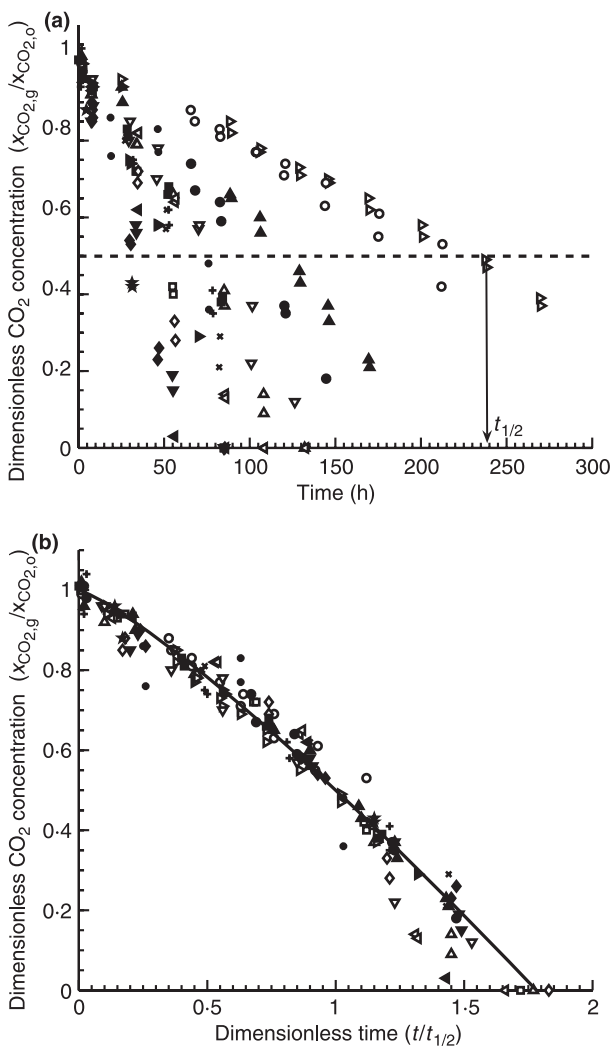 (a)
Dimensionless CO₂ concentration (xCO₂,g/xCO₂,o)
1
0·8
0·6
0·4
0·2
0
t1/2
0 50 100 150 200 250 300
Time (h)
(b)
Dimensionless CO₂ concentration (xCO₂,g/xCO₂,o)
1
0·8
0·6
0·4
0·2
0
0 0·5 1 1·5 2
Dimensionless time (t/t1/2)